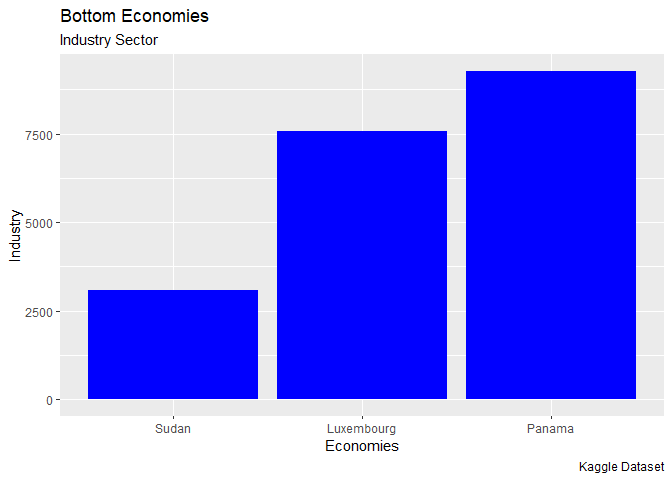 Bottom Economies
Industry Sector
Industry
7500
5000
2500
0
Sudan
Luxembourg
Panama
Economies
Kaggle Dataset